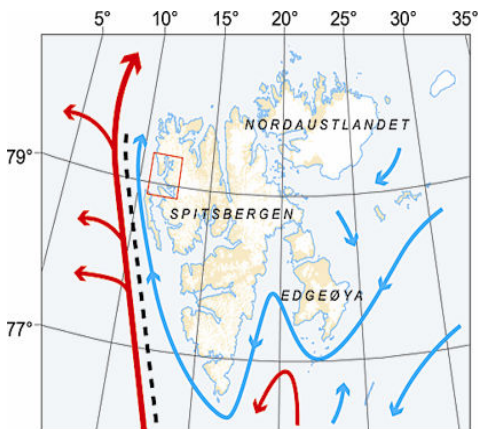 5° 10° 15° 20° 25° 30° 35°
NORDAUSTLANDET
79°
SPITSBERGEN
EDGEØYA
77°